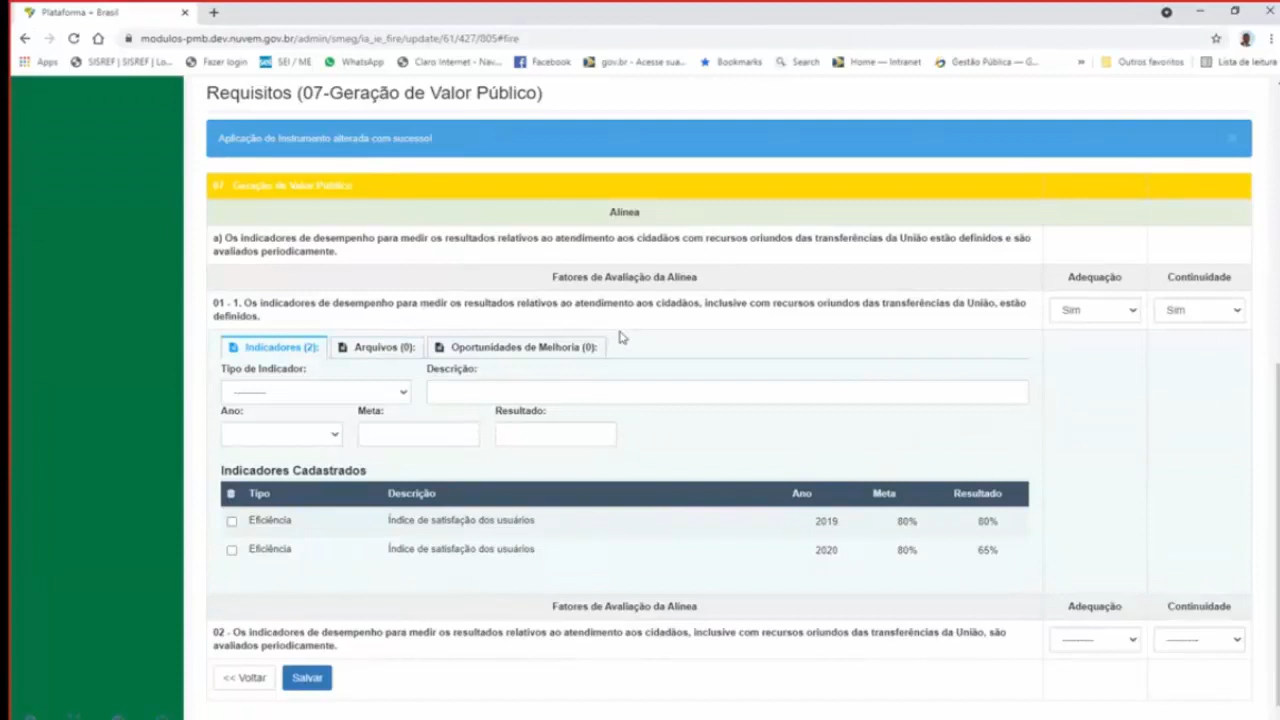 Plataforma + Brasil
modulos-pmb.dev.nuvem.gov.br/admin/smeg/ia_ie_fire/update/61/427/805#fire
Apps SISREF | SISREF | Lo... Fazer login SEI / ME WhatsApp Claro Internet - Nav... Facebook gov.br - Acesse sua... Bookmarks Search Home — Intranet Gestão Pública — G... » Outros favoritos Lista de leitura
Requisitos (07-Geração de Valor Público)
Aplicação do Instrumento alterada com sucesso!
07 Geração de Valor Público
Alínea
a) Os indicadores de desempenho para medir os resultados relativos ao atendimento aos cidadãos com recursos oriundos das transferências da União estão definidos e são
avaliados periodicamente.
Fatores de Avaliação da Alínea Adequação Continuidade
01 - 1. Os indicadores de desempenho para medir os resultados relativos ao atendimento aos cidadãos, inclusive com recursos oriundos das transferências da União, estão
definidos.
Sim Sim
Indicadores (2): Arquivos (0): Oportunidades de Melhoria (0):
Tipo de Indicador: Descrição:
---------
Ano: Meta: Resultado:
Indicadores Cadastrados
Tipo Descrição Ano Meta Resultado
Eficiência Índice de satisfação dos usuários 2019 80% 80%
Eficiência Índice de satisfação dos usuários 2020 80% 65%
Fatores de Avaliação da Alínea Adequação Continuidade
02 - Os indicadores de desempenho para medir os resultados relativos ao atendimento aos cidadãos, inclusive com recursos oriundos das transferências da União, são
avaliados periodicamente.
--------- ---------
<< Voltar Salvar